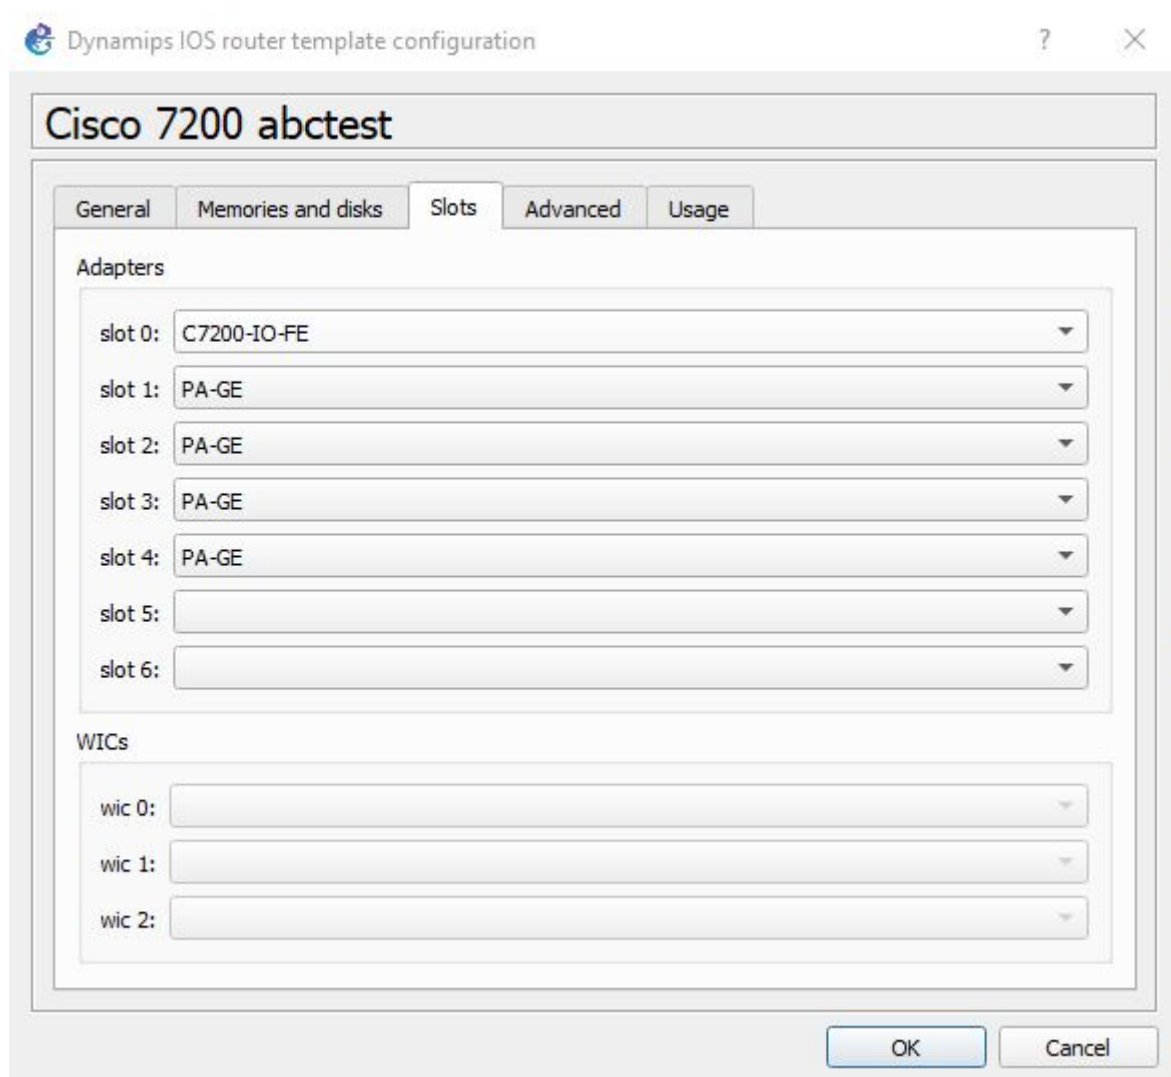 Dynamips IOS router template configuration ? ×
Cisco 7200 abctest
General Memories and disks Slots Advanced Usage
Adapters
slot 0: C7200-IO-FE
slot 1: PA-GE
slot 2: PA-GE
slot 3: PA-GE
slot 4: PA-GE
slot 5:
slot 6:
WICs
wic 0:
wic 1:
wic 2:
OK Cancel